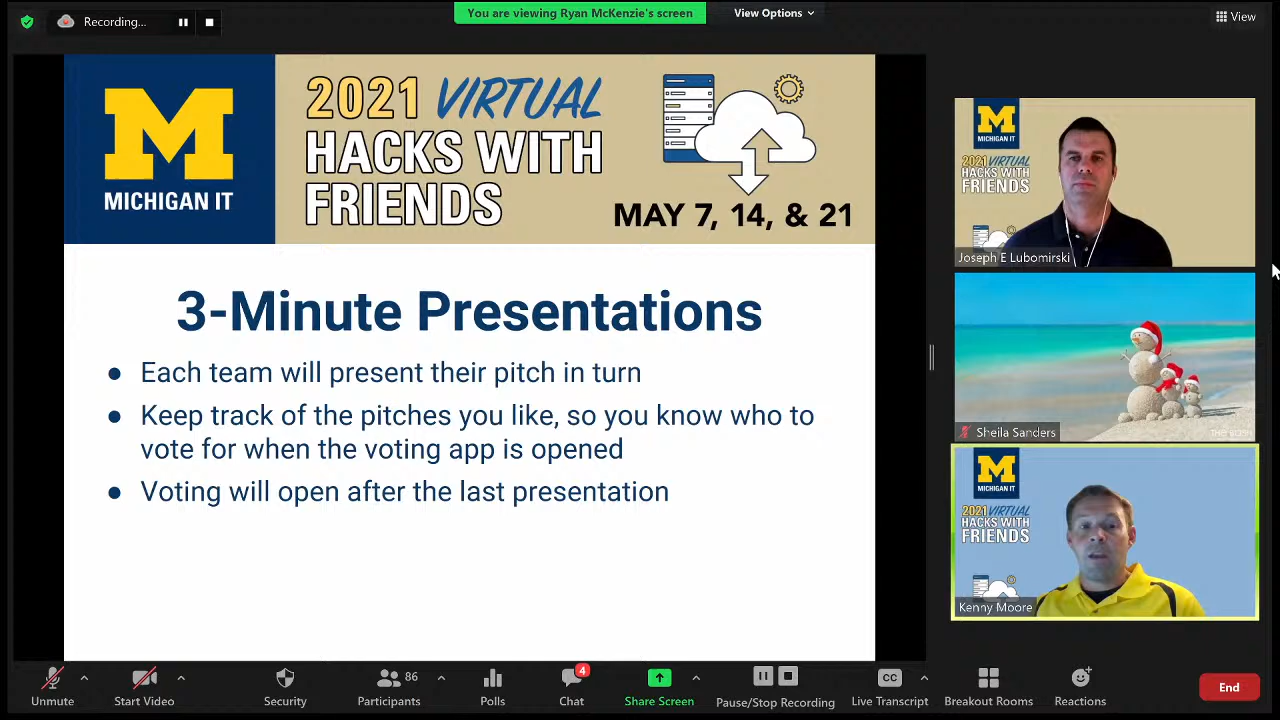 Recording...
You are viewing Ryan McKenzie's screen
View Options
View
M
MICHIGAN IT
2021 VIRTUAL
HACKS WITH
FRIENDS
MAY 7, 14, & 21
3-Minute Presentations
● Each team will present their pitch in turn
● Keep track of the pitches you like, so you know who to
vote for when the voting app is opened
● Voting will open after the last presentation
M
MICHIGAN IT
2021 VIRTUAL
HACKS WITH
FRIENDS
Joseph E Lubomirski
Sheila Sanders
M
MICHIGAN IT
2021 VIRTUAL
HACKS WITH
FRIENDS
Kenny Moore
Unmute
Start Video
Security
86
Participants
Polls
4
Chat
Share Screen
Pause/Stop Recording
CC
Live Transcript
Breakout Rooms
Reactions
End